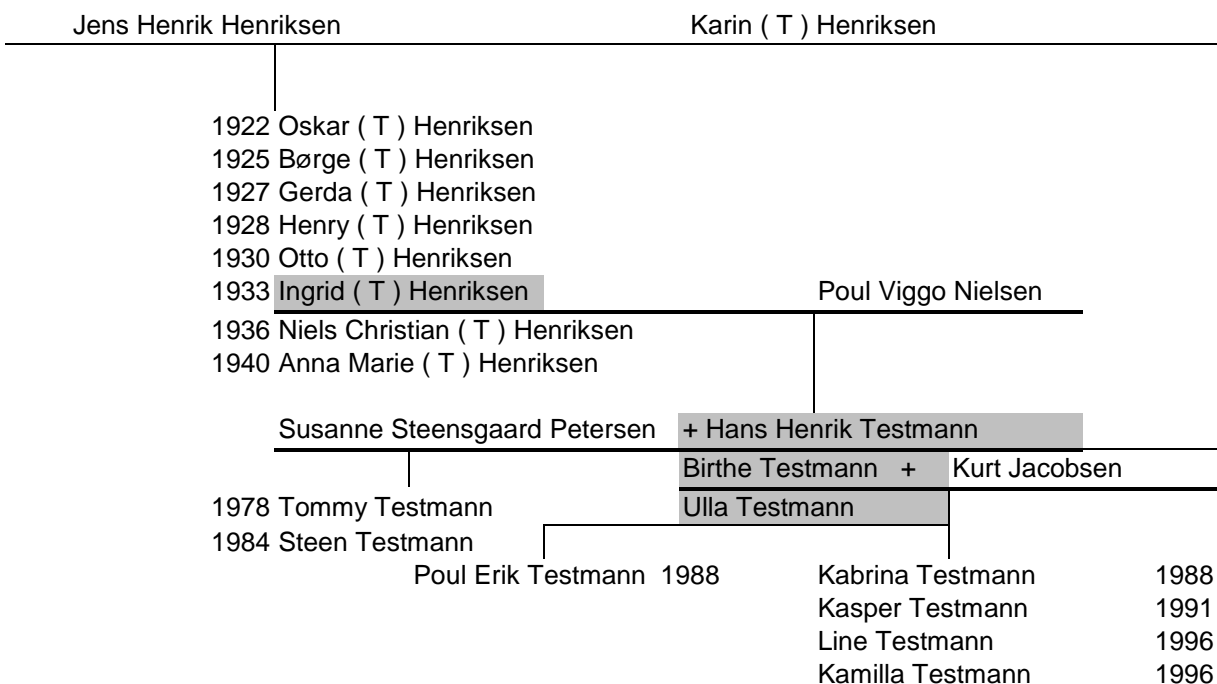 Jens Henrik Henriksen Karin ( T ) Henriksen
1922 Oskar ( T ) Henriksen
1925 Børge ( T ) Henriksen
1927 Gerda ( T ) Henriksen
1928 Henry ( T ) Henriksen
1930 Otto ( T ) Henriksen
1933 Ingrid ( T ) Henriksen Poul Viggo Nielsen
1936 Niels Christian ( T ) Henriksen
1940 Anna Marie ( T ) Henriksen
Susanne Steensgaard Petersen + Hans Henrik Testmann
Birthe Testmann + Kurt Jacobsen
1978 Tommy Testmann Ulla Testmann
1984 Steen Testmann
Poul Erik Testmann 1988 Kabrina Testmann 1988
Kasper Testmann 1991
Line Testmann 1996
Kamilla Testmann 1996